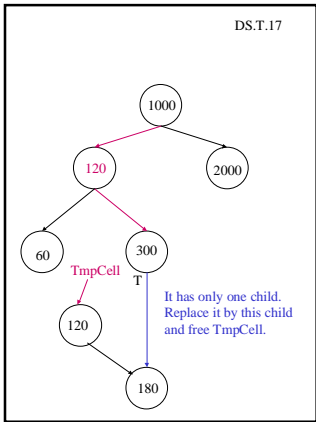 DS.T.17
1000
120
2000
60
300
TmpCell
T
It has only one child.
Replace it by this child
and free TmpCell.
120
180